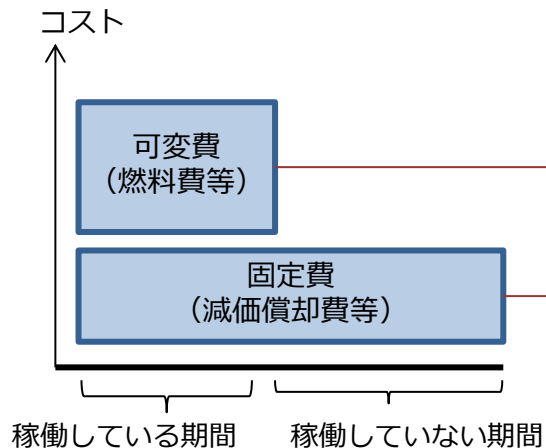 コスト
可変費
（燃料費等）
固定費
（減価償却費等）
稼働している期間
稼働していない期間